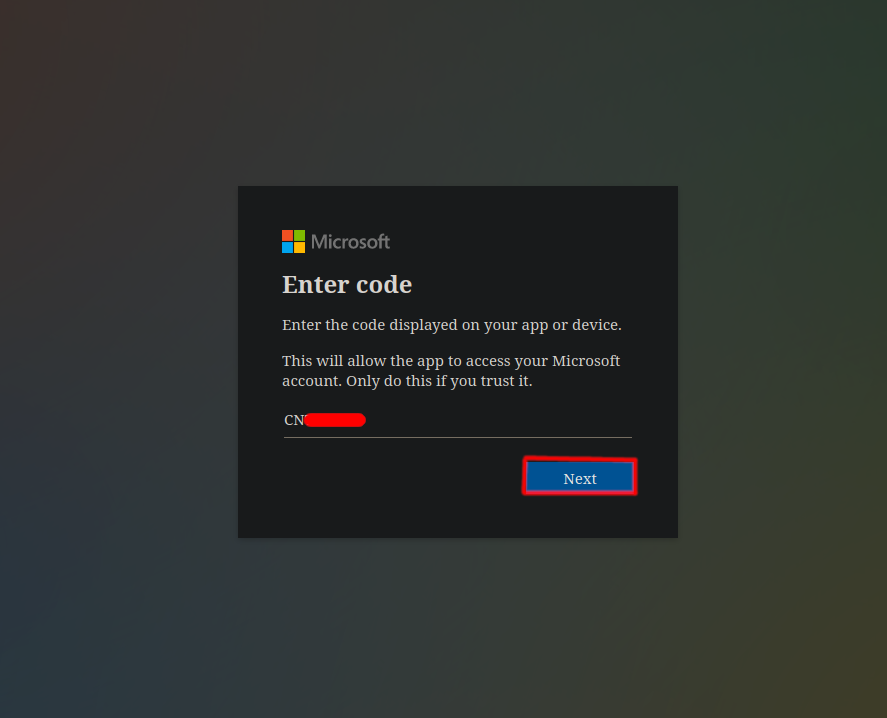 Microsoft
Enter code
Enter the code displayed on your app or device.
This will allow the app to access your Microsoft
account. Only do this if you trust it.
CN
Next